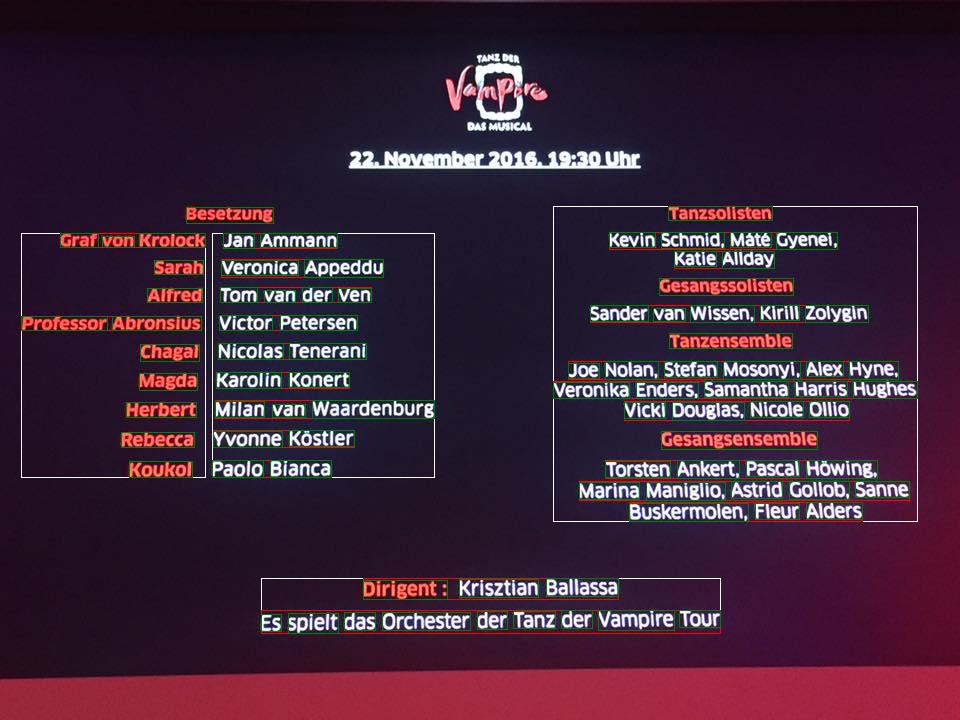 TANZ DER
Vampire
DAS MUSICAL
22. November 2016, 19:30 Uhr
Besetzung
Graf von Krolock Jan Ammann
Sarah Veronica Appeddu
Alfred Tom van der Ven
Professor Abronsius Victor Petersen
Chagal Nicolas Tenerani
Magda Karolin Konert
Herbert Milan van Waardenburg
Rebecca Yvonne Köstler
Koukol Paolo Bianca
Tanzsolisten
Kevin Schmid, Máté Gyenei,
Katie Allday
Gesangssolisten
Sander van Wissen, Kirill Zolygin
Tanzensemble
Joe Nolan, Stefan Mosonyi, Alex Hyne,
Veronika Enders, Samantha Harris Hughes
Vicki Douglas, Nicole Ollio
Gesangsensemble
Torsten Ankert, Pascal Höwing,
Marina Maniglio, Astrid Gollob, Sanne
Buskermolen, Fleur Alders
Dirigent : Krisztian Ballassa
Es spielt das Orchester der Tanz der Vampire Tour